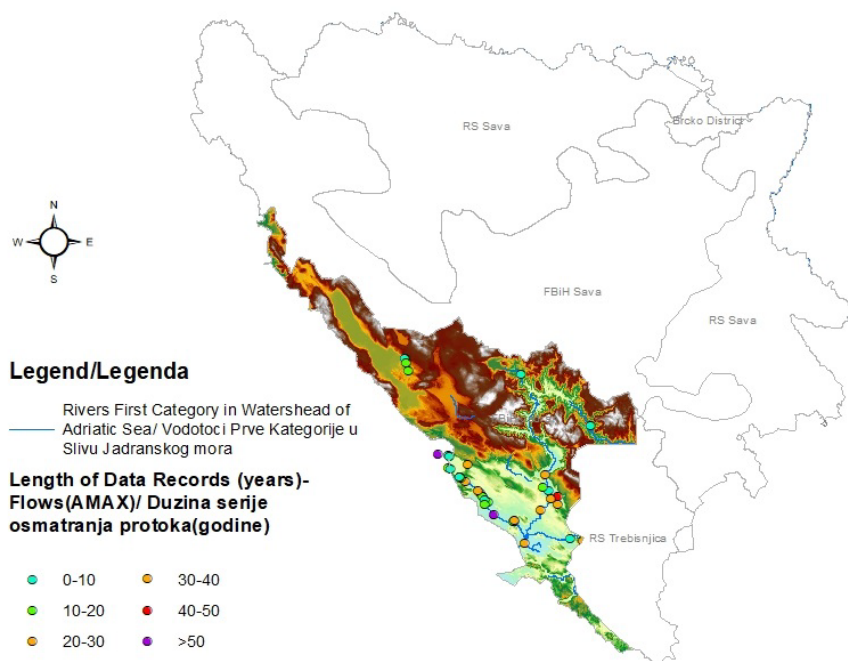 RS Sava
Brcko District
N
W E
S
FBiH Sava
RS Sava
Legend/Legenda
Rivers First Category in Watershead of
Adriatic Sea/ Vodotoci Prve Kategorije u
Slivu Jadranskog mora
Length of Data Records (years)-
Flows(AMAX)/ Duzina serije
osmatranja protoka(godine)
RS Trebisnjica
0-10 30-40
10-20 40-50
20-30 >50